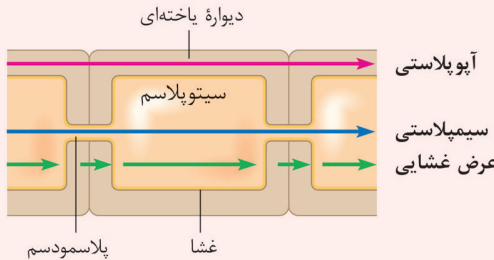 دیوارهٔ یاخته‌ای
آپوپلاستی
سیتوپلاسم
سیمپلاستی
عرض غشایی
پلاسمودسم
غشا